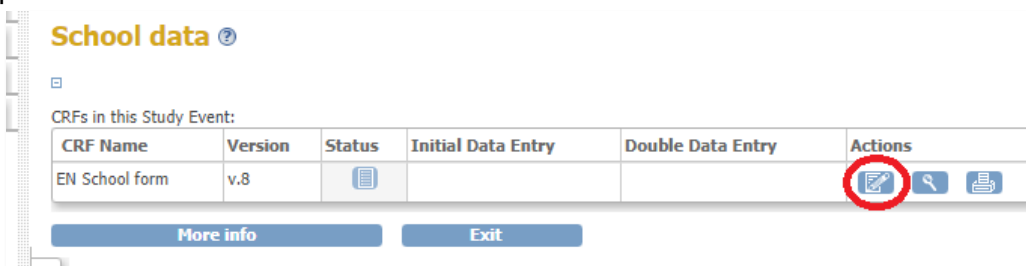 School data ?
CRFs in this Study Event:
CRF Name Version Status Initial Data Entry Double Data Entry Actions
EN School form v.8
More info Exit